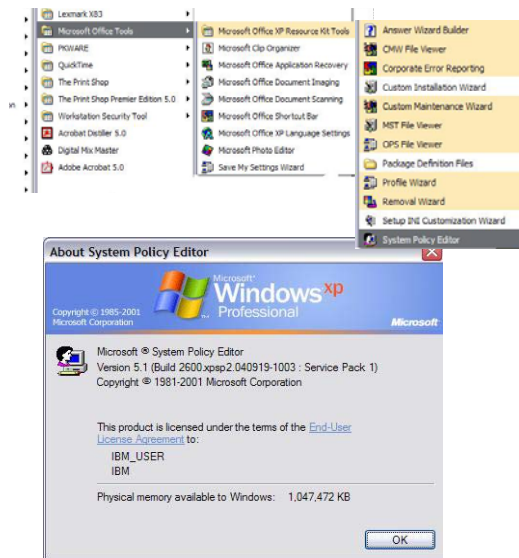 Lexmark X83
Microsoft Office Tools
PKWARE
QuickTime
The Print Shop
The Print Shop Premier Edition 5.0
Workstation Security Tool
Acrobat Distiller 5.0
Digital Mix Master
Adobe Acrobat 5.0
Microsoft Office XP Resource Kit Tools
Microsoft Clip Organizer
Microsoft Office Application Recovery
Microsoft Office Document Imaging
Microsoft Office Document Scanning
Microsoft Office Shortcut Bar
Microsoft Office XP Language Settings
Microsoft Photo Editor
Save My Settings Wizard
Answer Wizard Builder
CMW File Viewer
Corporate Error Reporting
Custom Installation Wizard
Custom Maintenance Wizard
MST File Viewer
OPS File Viewer
Package Definition Files
Profile Wizard
Removal Wizard
Setup INI Customization Wizard
System Policy Editor
About System Policy Editor
Microsoft®
Windows xp
Professional
Copyright © 1985-2001
Microsoft Corporation
Microsoft
Microsoft ® System Policy Editor
Version 5.1 (Build 2600.xpsp2.040919-1003 : Service Pack 1)
Copyright © 1981-2001 Microsoft Corporation
This product is licensed under the terms of the End-User
License Agreement to:
IBM_USER
IBM
Physical memory available to Windows: 1,047,472 KB
OK